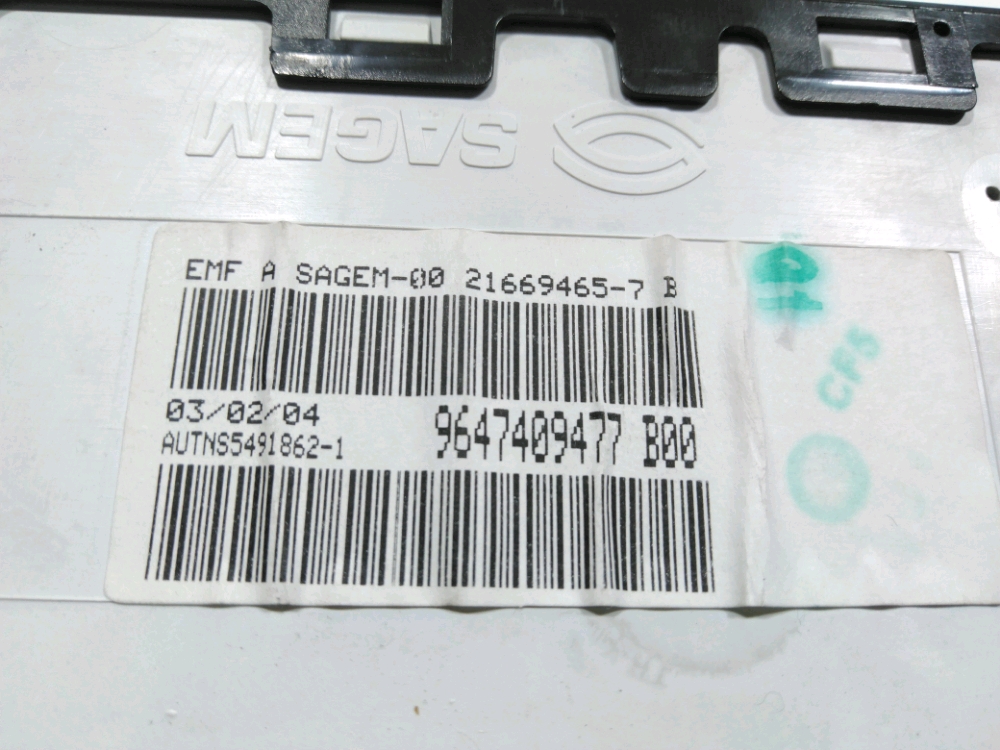 SAGEM
EMF A SAGEM-00 21669465-7 B
03/02/04
9647409477 B00
AUTNS5491862-1
CF5